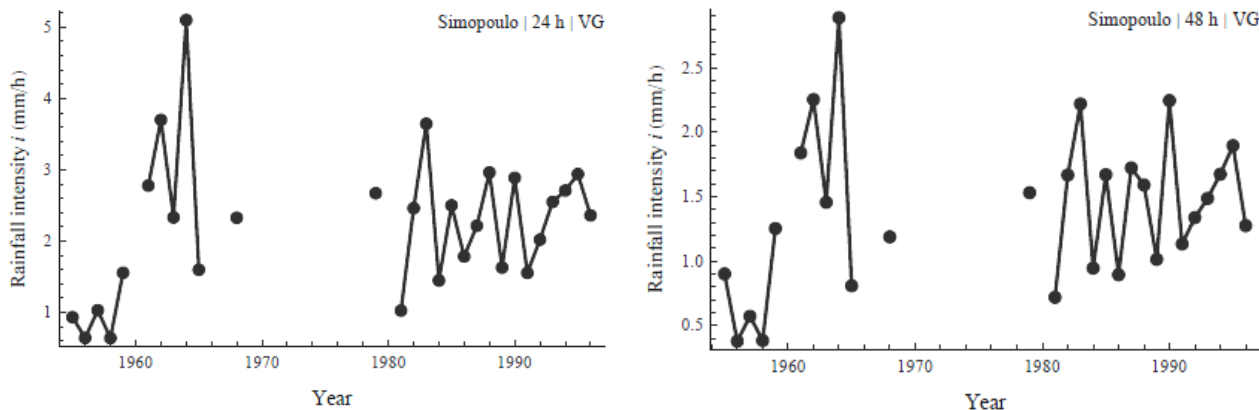 Simopoulo | 24 h | VG
Rainfall intensity i (mm/h)
5
4
3
2
1
1960 1970 1980 1990
Year
Simopoulo | 48 h | VG
Rainfall intensity i (mm/h)
2.5
2.0
1.5
1.0
0.5
1960 1970 1980 1990
Year